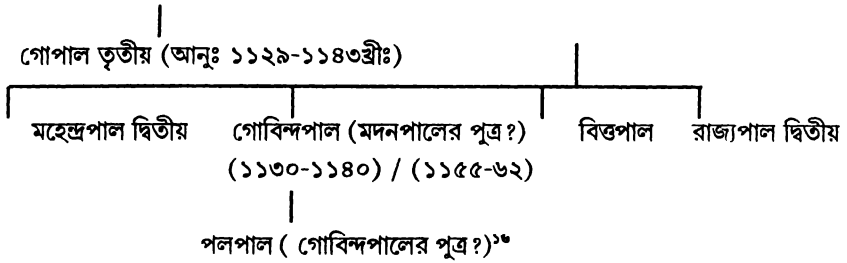 গোপাল তৃতীয় (আনুঃ ১১২৯-১১৪৩খ্রীঃ)
মহেন্দ্রপাল দ্বিতীয় গোবিন্দপাল (মদনপালের পুত্র?) বিত্তপাল রাজ্যপাল দ্বিতীয়
(১১৩০-১১৪০) / (১১৫৫-৬২)
পলপাল ( গোবিন্দপালের পুত্র?)১৬